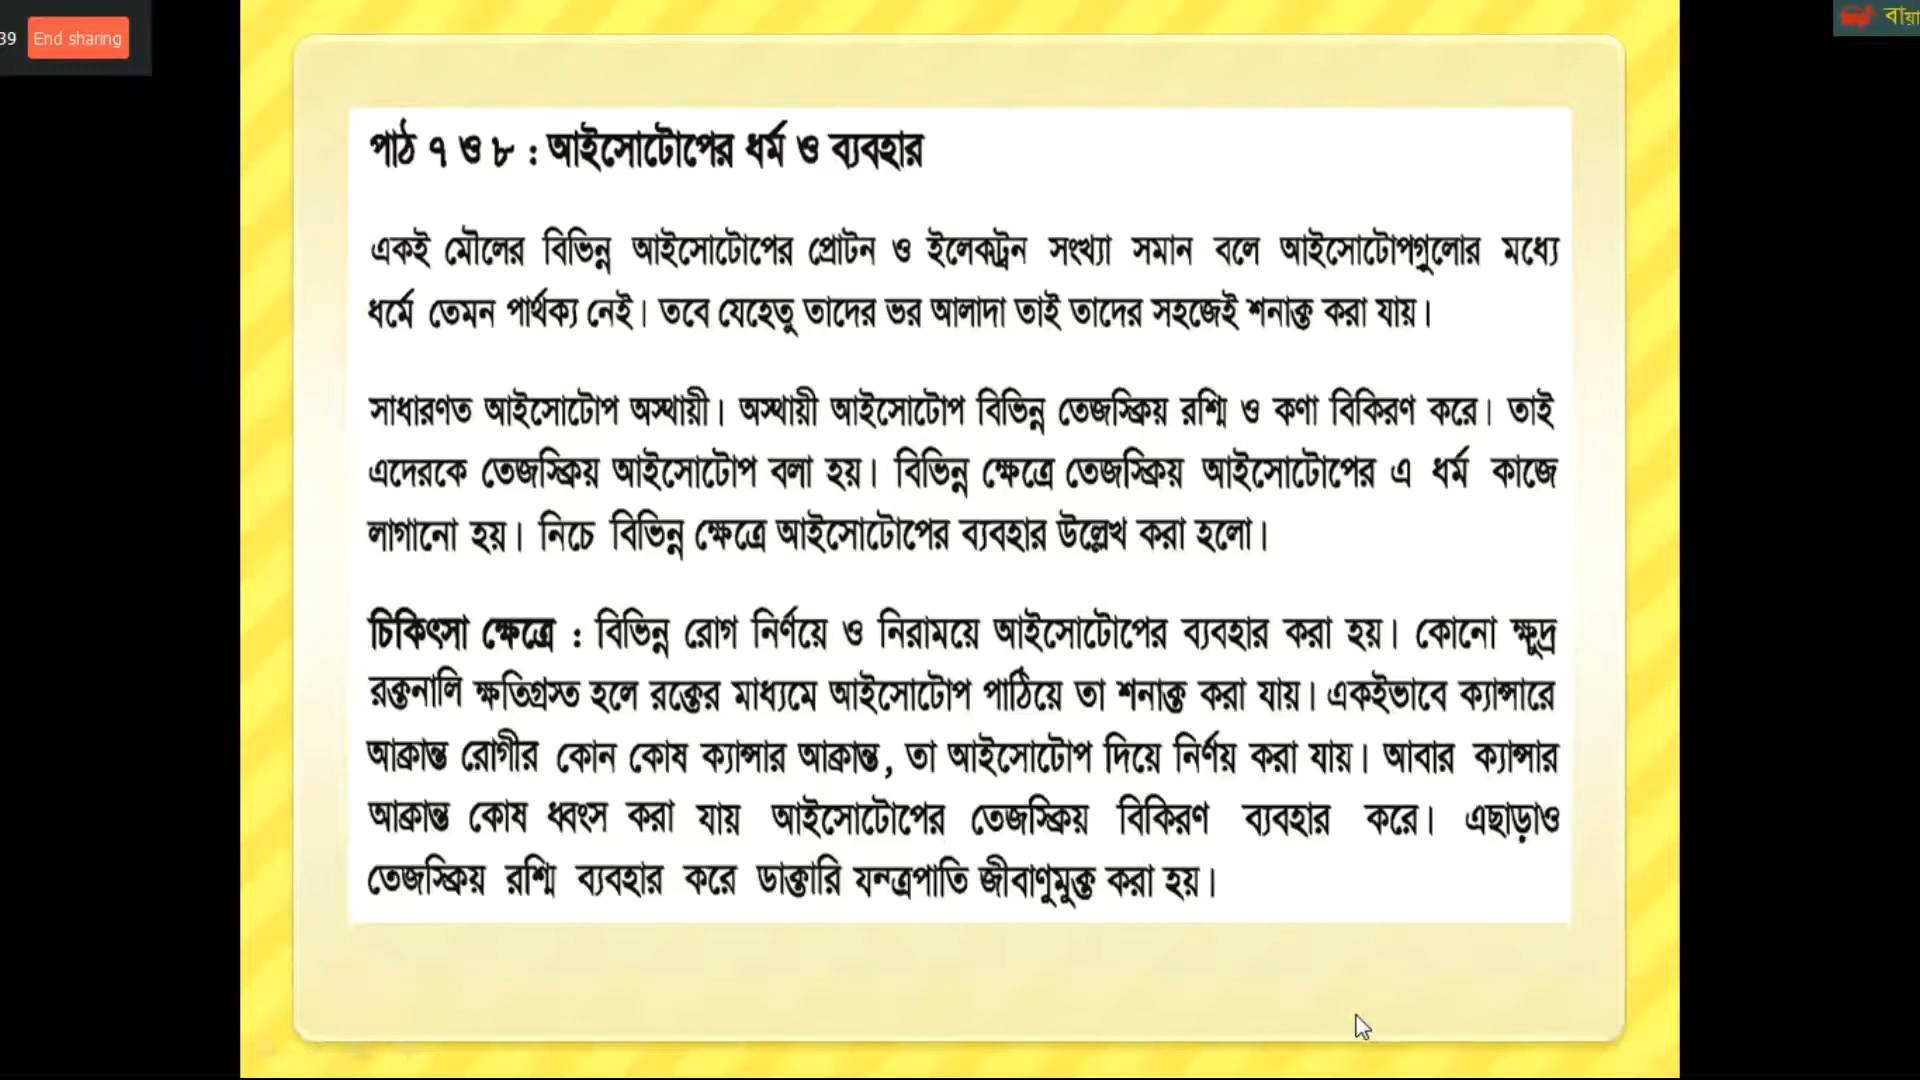 39 End sharing
পাঠ ৭ ও ৮ : আইসোটোপের ধর্ম ও ব্যবহার
একই মৌলের বিভিন্ন আইসোটোপের প্রোটন ও ইলেকট্রন সংখ্যা সমান বলে আইসোটোপগুলোর মধ্যে
ধর্মে তেমন পার্থক্য নেই। তবে যেহেতু তাদের ভর আলাদা তাই তাদের সহজেই শনাক্ত করা যায়।
সাধারণত আইসোটোপ অস্থায়ী। অস্থায়ী আইসোটোপ বিভিন্ন তেজস্ক্রিয় রশ্মি ও কণা বিকিরণ করে। তাই
এদেরকে তেজস্ক্রিয় আইসোটোপ বলা হয়। বিভিন্ন ক্ষেত্রে তেজস্ক্রিয় আইসোটোপের এ ধর্ম কাজে
লাগানো হয়। নিচে বিভিন্ন ক্ষেত্রে আইসোটোপের ব্যবহার উল্লেখ করা হলো।
চিকিৎসা ক্ষেত্রে : বিভিন্ন রোগ নির্ণয়ে ও নিরাময়ে আইসোটোপের ব্যবহার করা হয়। কোনো ক্ষুদ্র
রক্তনালি ক্ষতিগ্রস্ত হলে রক্তের মাধ্যমে আইসোটোপ পাঠিয়ে তা শনাক্ত করা যায়। একইভাবে ক্যান্সারে
আক্রান্ত রোগীর কোন কোষ ক্যান্সার আক্রান্ত, তা আইসোটোপ দিয়ে নির্ণয় করা যায়। আবার ক্যান্সার
আক্রান্ত কোষ ধ্বংস করা যায় আইসোটোপের তেজস্ক্রিয় বিকিরণ ব্যবহার করে। এছাড়াও
তেজস্ক্রিয় রশ্মি ব্যবহার করে ডাক্তারি যন্ত্রপাতি জীবাণুমুক্ত করা হয়।